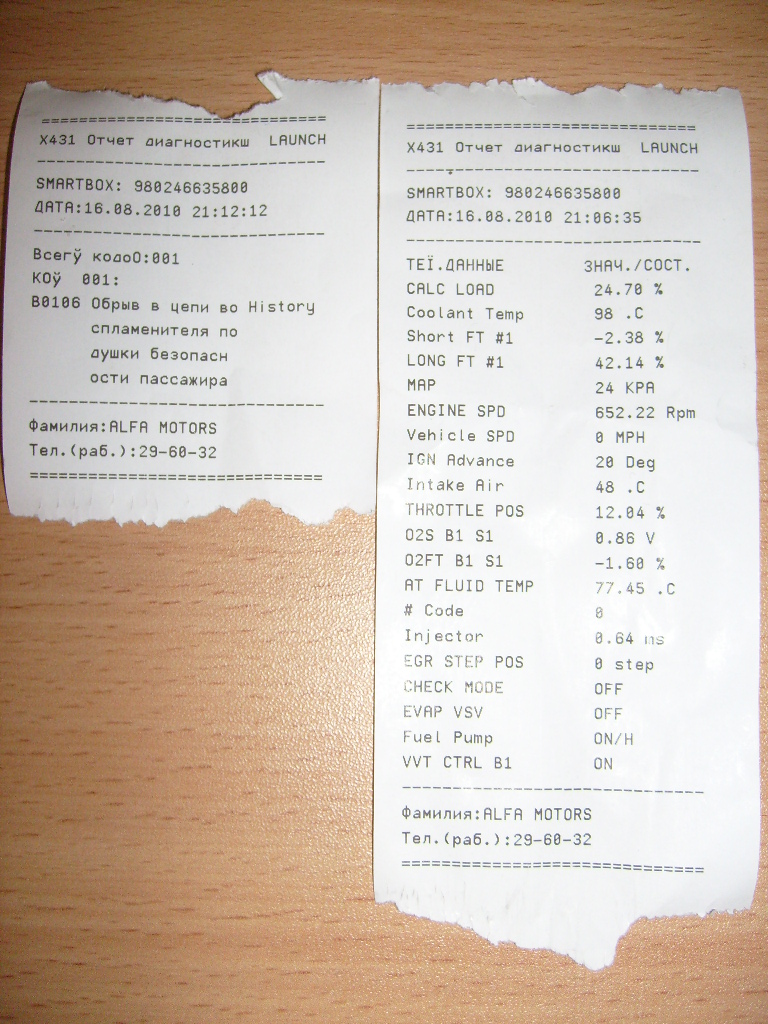 ==============================
X431 Отчет диагностикш LAUNCH
------------------------------
SMARTBOX: 980246635800
ДАТА:16.08.2010 21:12:12
------------------------------
Всегў кодо0:001
КОў 001:
B0106 Обрыв в цепи во History
спламенителя по
душки безопасн
ости пассажира
------------------------------
Фамилия:ALFA MOTORS
Тел.(раб.):29-60-32
==============================
==============================
X431 Отчет диагностикш LAUNCH
------------------------------
SMARTBOX: 980246635800
ДАТА:16.08.2010 21:06:35
------------------------------
ТЕЇ.ДАННЫЕ ЗНАЧ./СОСТ.
CALC LOAD 24.70 %
Coolant Temp 98 .C
Short FT #1 -2.38 %
LONG FT #1 42.14 %
MAP 24 KPA
ENGINE SPD 652.22 Rpm
Vehicle SPD 0 MPH
IGN Advance 20 Deg
Intake Air 48 .C
THROTTLE POS 12.04 %
O2S B1 S1 0.86 V
O2FT B1 S1 -1.60 %
AT FLUID TEMP 77.45 .C
# Code 0
Injector 0.64 ms
EGR STEP POS 0 step
CHECK MODE OFF
EVAP VSV OFF
Fuel Pump ON/H
VVT CTRL B1 ON
------------------------------
Фамилия:ALFA MOTORS
Тел.(раб.):29-60-32
==============================